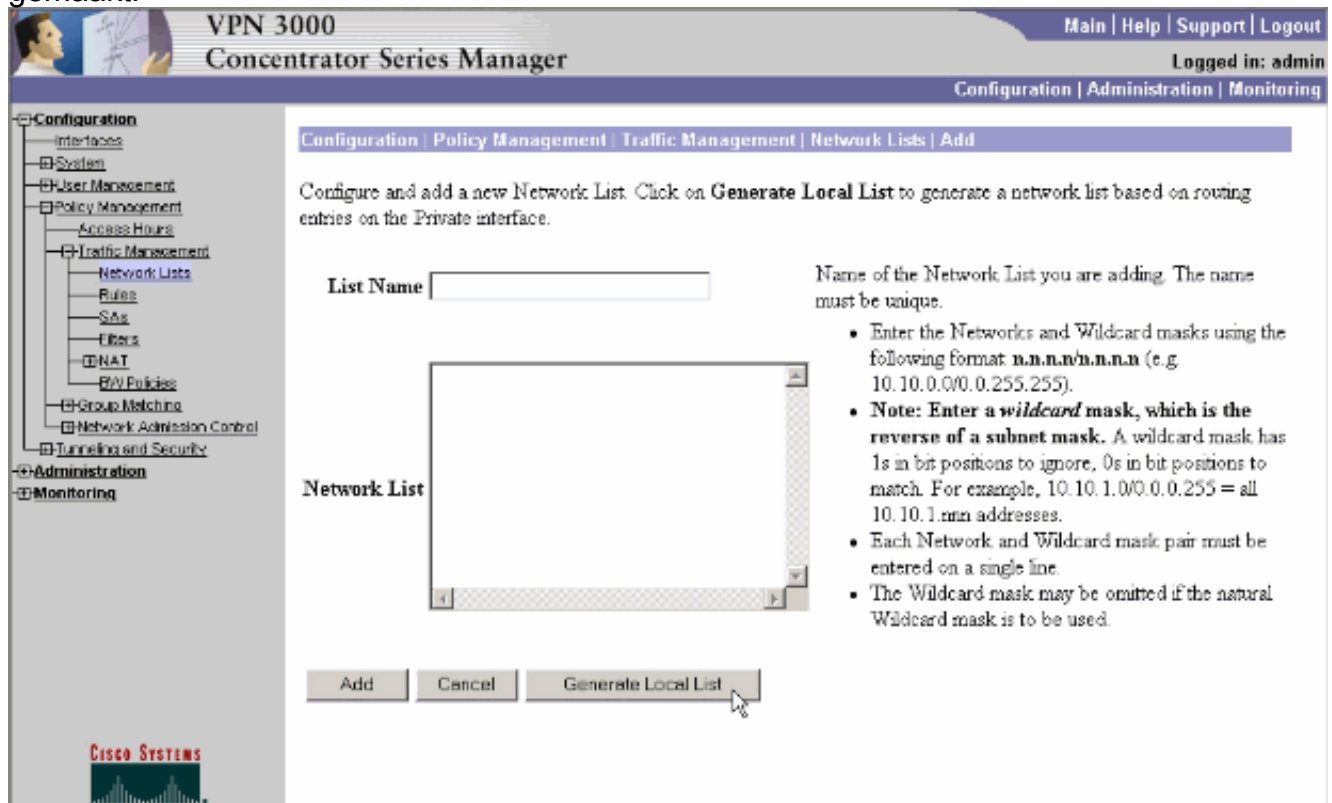 gemaakt.
VPN 3000
Concentrator Series Manager
Main | Help | Support | Logout
Logged in: admin
Configuration | Administration | Monitoring
Configuration
Interfaces
System
User Management
Policy Management
Access Hours
Traffic Management
Network Lists
Rules
SAs
Filters
NAT
BW Policies
Group Matching
Network Admission Control
Tunneling and Security
Administration
Monitoring
Configuration | Policy Management | Traffic Management | Network Lists | Add
Configure and add a new Network List. Click on Generate Local List to generate a network list based on routing
entries on the Private interface.
List Name
Name of the Network List you are adding. The name
must be unique.
• Enter the Networks and Wildcard masks using the
following format n.n.n.n/n.n.n.n (e.g.
10.10.0.0/0.0.255.255).
• Note: Enter a wildcard mask, which is the
reverse of a subnet mask. A wildcard mask has
1s in bit positions to ignore, 0s in bit positions to
match. For example, 10.10.1.0/0.0.0.255 = all
10.10.1.nnn addresses.
• Each Network and Wildcard mask pair must be
entered on a single line.
• The Wildcard mask may be omitted if the natural
Wildcard mask is to be used.
Network List
Add
Cancel
Generate Local List
CISCO SYSTEMS